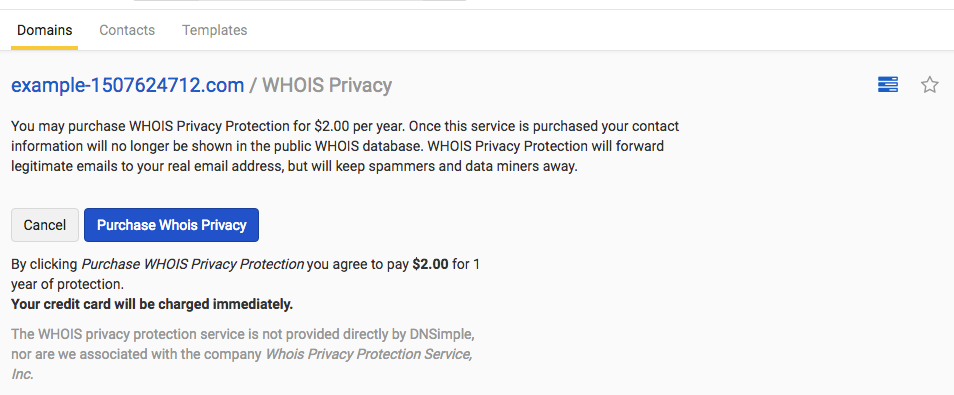 Domains Contacts Templates
example-1507624712.com / WHOIS Privacy
You may purchase WHOIS Privacy Protection for $2.00 per year. Once this service is purchased your contact
information will no longer be shown in the public WHOIS database. WHOIS Privacy Protection will forward
legitimate emails to your real email address, but will keep spammers and data miners away.
Cancel Purchase Whois Privacy
By clicking Purchase WHOIS Privacy Protection you agree to pay $2.00 for 1
year of protection.
Your credit card will be charged immediately.
The WHOIS privacy protection service is not provided directly by DNSimple,
nor are we associated with the company Whois Privacy Protection Service,
Inc.